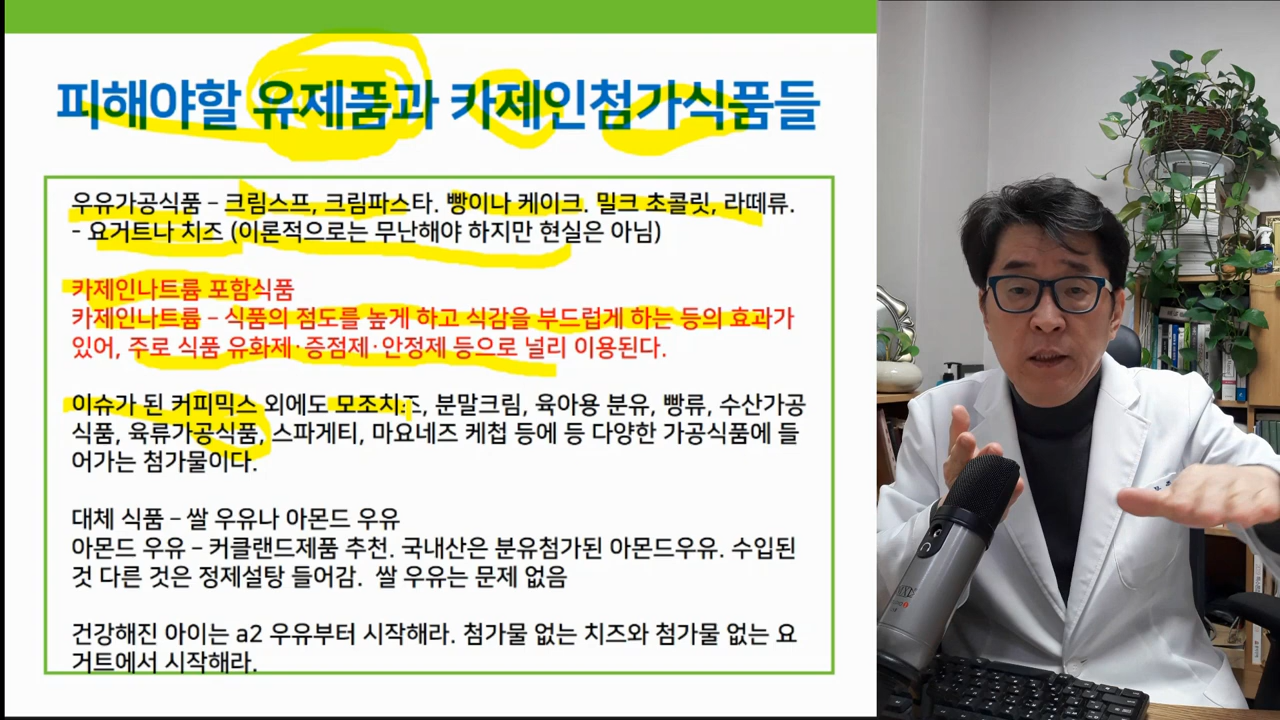 피해야할 유제품과 카제인첨가식품들
우유가공식품 – 크림스프, 크림파스타. 빵이나 케이크. 밀크 초콜릿, 라떼류.
- 요거트나 치즈 (이론적으로는 무난해야 하지만 현실은 아님)
카제인나트륨 포함식품
카제인나트륨 – 식품의 점도를 높게 하고 식감을 부드럽게 하는 등의 효과가
있어, 주로 식품 유화제·증점제·안정제 등으로 널리 이용된다.
이슈가 된 커피믹스 외에도 모조치즈, 분말크림, 육아용 분유, 빵류, 수산가공
식품, 육류가공식품, 스파게티, 마요네즈 케첩 등에 등 다양한 가공식품에 들
어가는 첨가물이다.
대체 식품 – 쌀 우유나 아몬드 우유
아몬드 우유 – 커클랜드제품 추천. 국내산은 분유첨가된 아몬드우유. 수입된
것 다른 것은 정제설탕 들어감. 쌀 우유는 문제 없음
건강해진 아이는 a2 우유부터 시작해라. 첨가물 없는 치즈와 첨가물 없는 요
거트에서 시작해라.